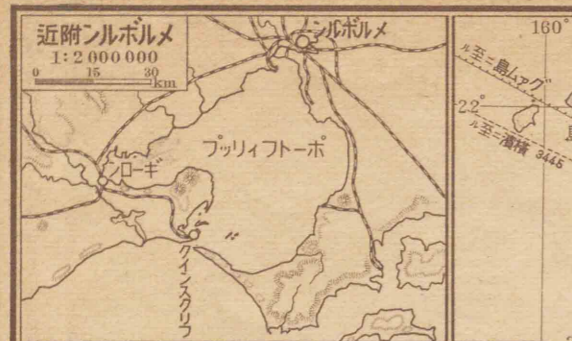 メルボルン附近
1:2 000 000
0 15 30
km
メルボルン
ポートフィリップ
ギーロン
クインスクリフ
160°
グァム島ニ至ル
22°
横濱ニ至ル 3445